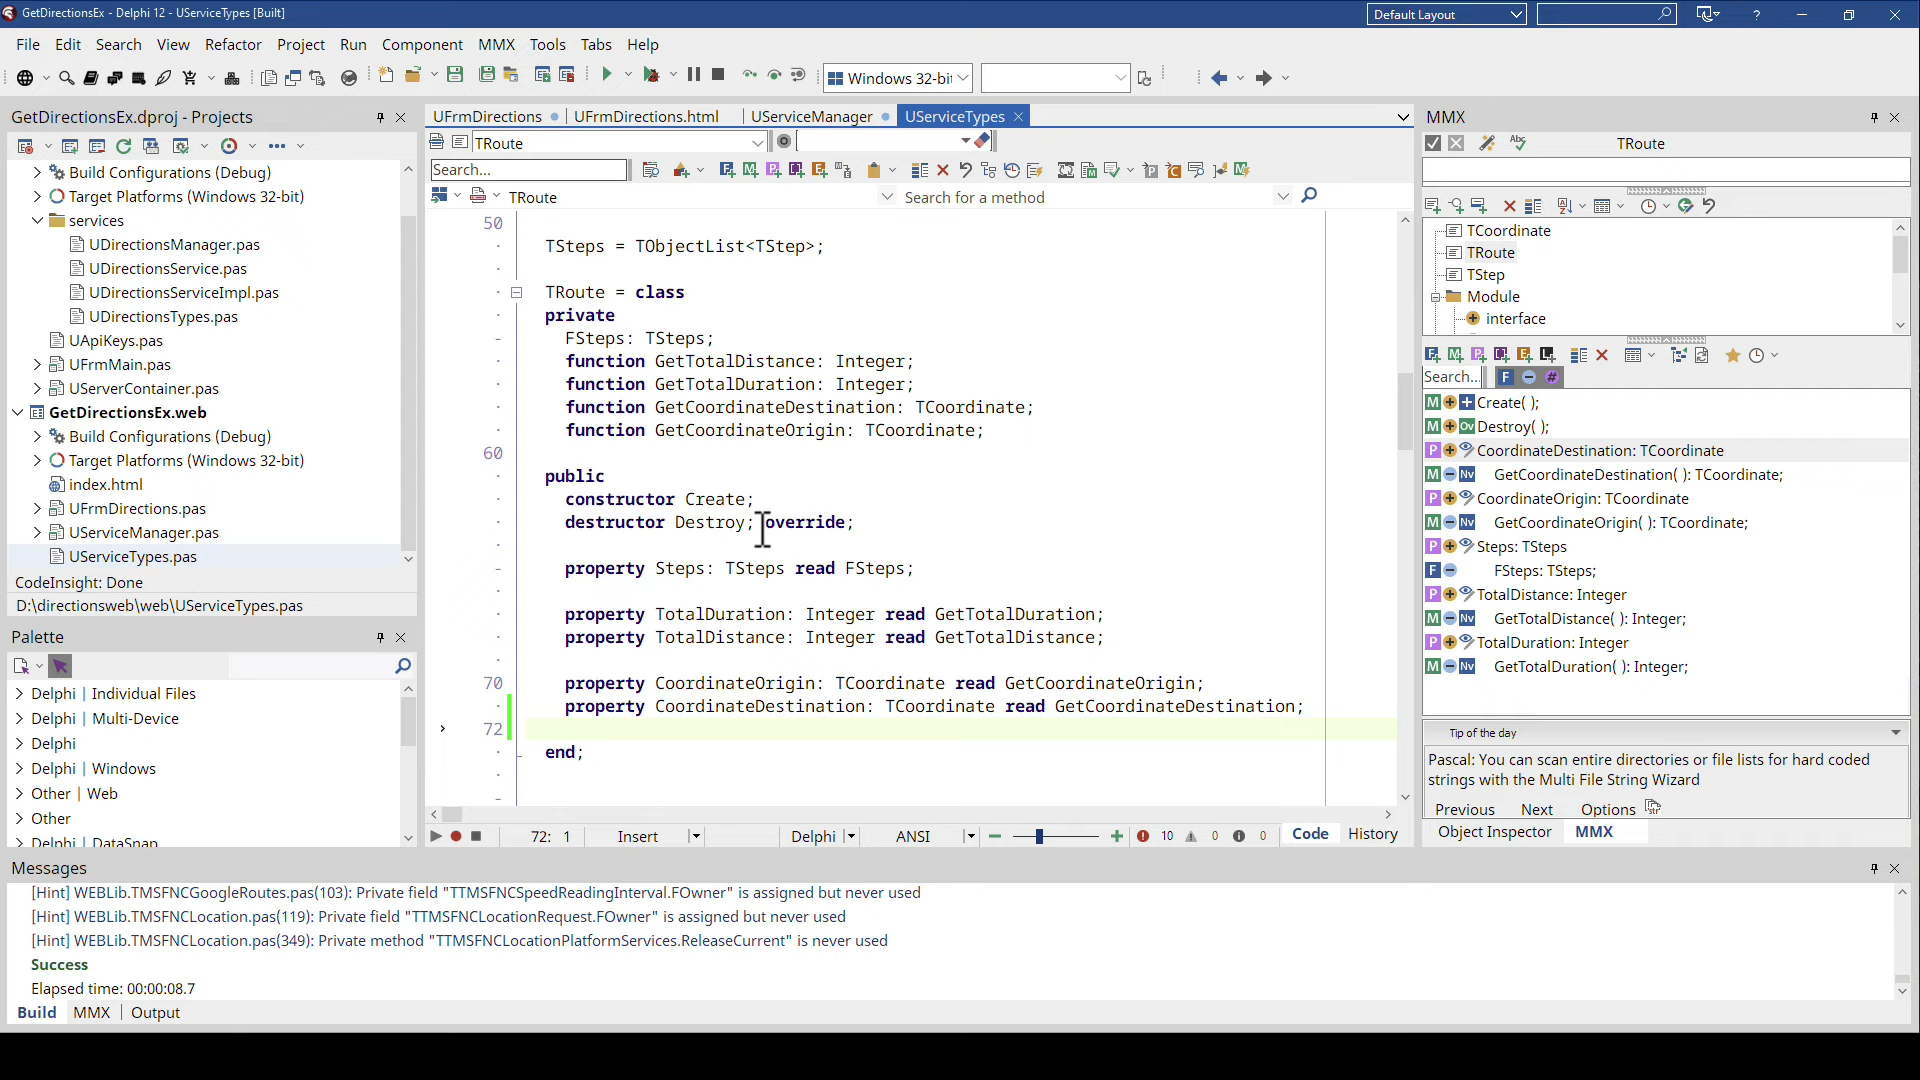 GetDirectionsEx - Delphi 12 - UServiceTypes [Built]
Default Layout
?
File Edit Search View Refactor Project Run Component MMX Tools Tabs Help
Windows 32-bit
GetDirectionsEx.dproj - Projects
Build Configurations (Debug)
Target Platforms (Windows 32-bit)
services
UDirectionsManager.pas
UDirectionsService.pas
UDirectionsServiceImpl.pas
UDirectionsTypes.pas
UApiKeys.pas
UFrmMain.pas
UServerContainer.pas
GetDirectionsEx.web
Build Configurations (Debug)
Target Platforms (Windows 32-bit)
index.html
UFrmDirections.pas
UServiceManager.pas
UServiceTypes.pas
CodeInsight: Done
D:\directionsweb\web\UServiceTypes.pas
Palette
Delphi | Individual Files
Delphi | Multi-Device
Delphi
Delphi | Windows
Other | Web
Other
Delphi | DataSnap
UFrmDirections UFrmDirections.html UServiceManager UServiceTypes
TRoute
Search...
TRoute Search for a method
50
TSteps = TObjectList<TStep>;
TRoute = class
private
FSteps: TSteps;
function GetTotalDistance: Integer;
function GetTotalDuration: Integer;
function GetCoordinateDestination: TCoordinate;
function GetCoordinateOrigin: TCoordinate;
60
public
constructor Create;
destructor Destroy; override;
property Steps: TSteps read FSteps;
property TotalDuration: Integer read GetTotalDuration;
property TotalDistance: Integer read GetTotalDistance;
70 property CoordinateOrigin: TCoordinate read GetCoordinateOrigin;
property CoordinateDestination: TCoordinate read GetCoordinateDestination;
72
end;
72: 1 Insert Delphi ANSI 10 0 0 Code History
MMX
TRoute
TCoordinate
TRoute
TStep
Module
interface
Search...
F
#
M Create( );
M Ov Destroy( );
P CoordinateDestination: TCoordinate
M Nv GetCoordinateDestination( ): TCoordinate;
P CoordinateOrigin: TCoordinate
M Nv GetCoordinateOrigin( ): TCoordinate;
P Steps: TSteps
F FSteps: TSteps;
P TotalDistance: Integer
M Nv GetTotalDistance( ): Integer;
P TotalDuration: Integer
M Nv GetTotalDuration( ): Integer;
Tip of the day
Pascal: You can scan entire directories or file lists for hard coded
strings with the Multi File String Wizard
Previous Next Options
Object Inspector MMX
Messages
[Hint] WEBLib.TMSFNCGoogleRoutes.pas(103): Private field "TTMSFNCSpeedReadingInterval.FOwner" is assigned but never used
[Hint] WEBLib.TMSFNCLocation.pas(119): Private field "TTMSFNCLocationRequest.FOwner" is assigned but never used
[Hint] WEBLib.TMSFNCLocation.pas(349): Private method "TTMSFNCLocationPlatformServices.ReleaseCurrent" is never used
Success
Elapsed time: 00:00:08.7
Build MMX Output